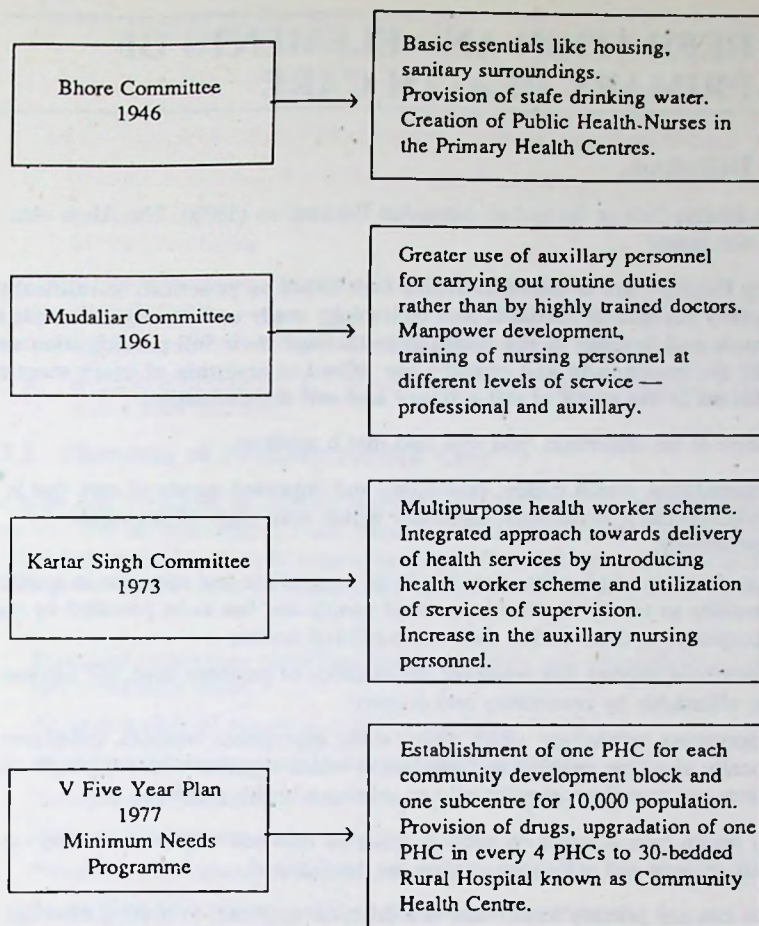 Bhore Committee
1946
Basic essentials like housing,
sanitary surroundings.
Provision of stafe drinking water.
Creation of Public Health-Nurses in
the Primary Health Centres.
Mudaliar Committee
1961
Greater use of auxillary personnel
for carrying out routine duties
rather than by highly trained doctors.
Manpower development.
training of nursing personnel at
different levels of service —
professional and auxillary.
Kartar Singh Committee
1973
Multipurpose health worker scheme.
Integrated approach towards delivery
of health services by introducing
health worker scheme and utilization
of services of supervision.
Increase in the auxillary nursing
personnel.
V Five Year Plan
1977
Minimum Needs
Programme
Establishment of one PHC for each
community development block and
one subcentre for 10,000 population.
Provision of drugs, upgradation of one
PHC in every 4 PHCs to 30-bedded
Rural Hospital known as Community
Health Centre.